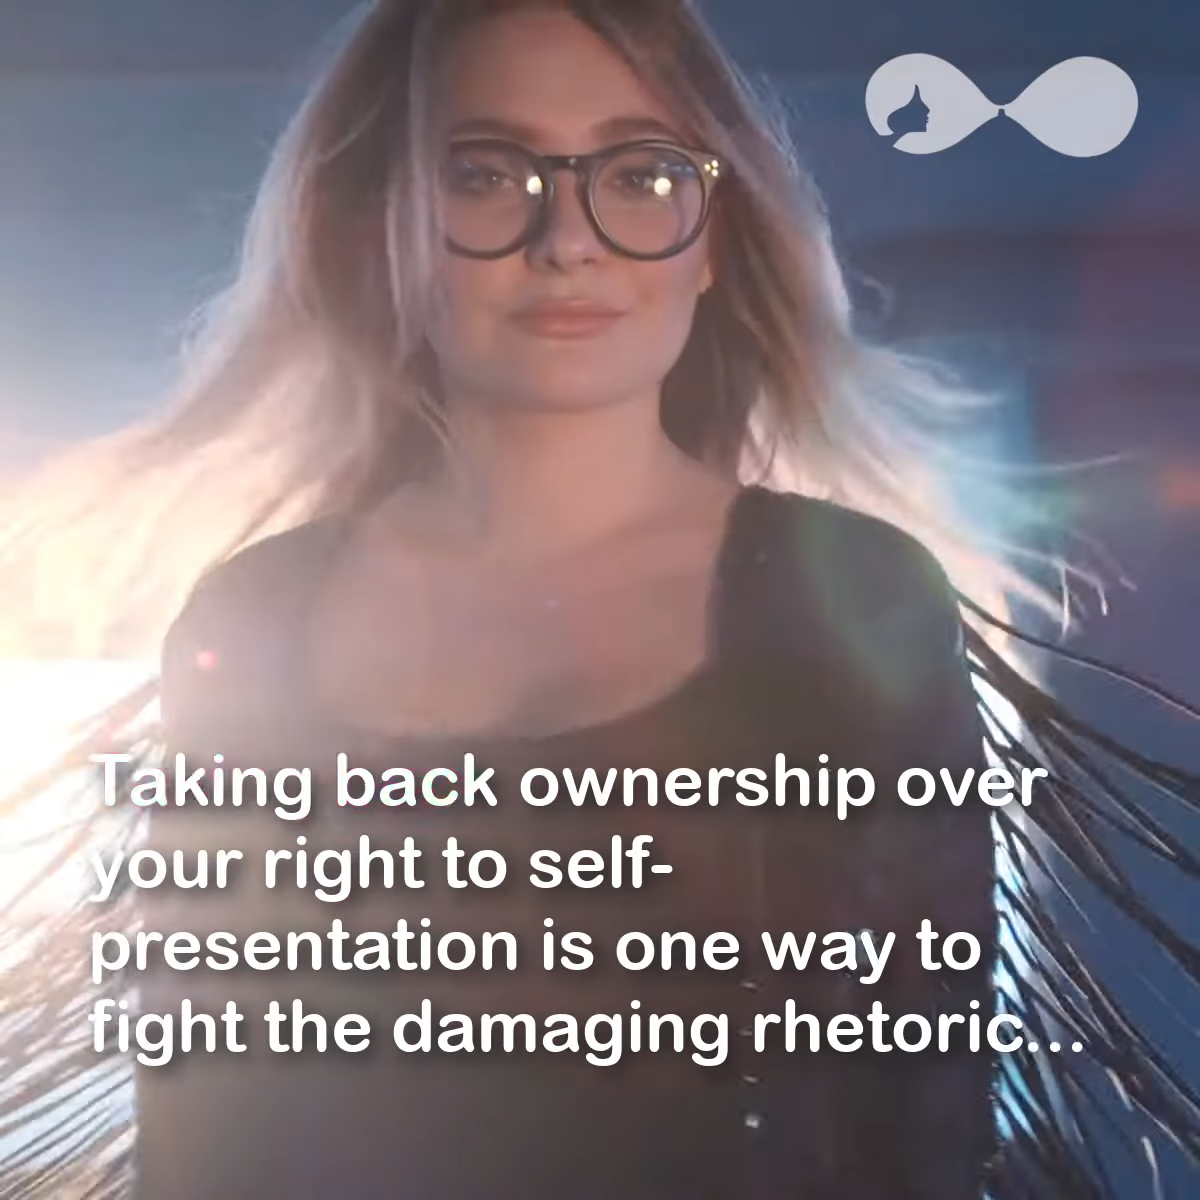 Taking back ownership over
your right to self-
presentation is one way to
fight the damaging rhetoric...